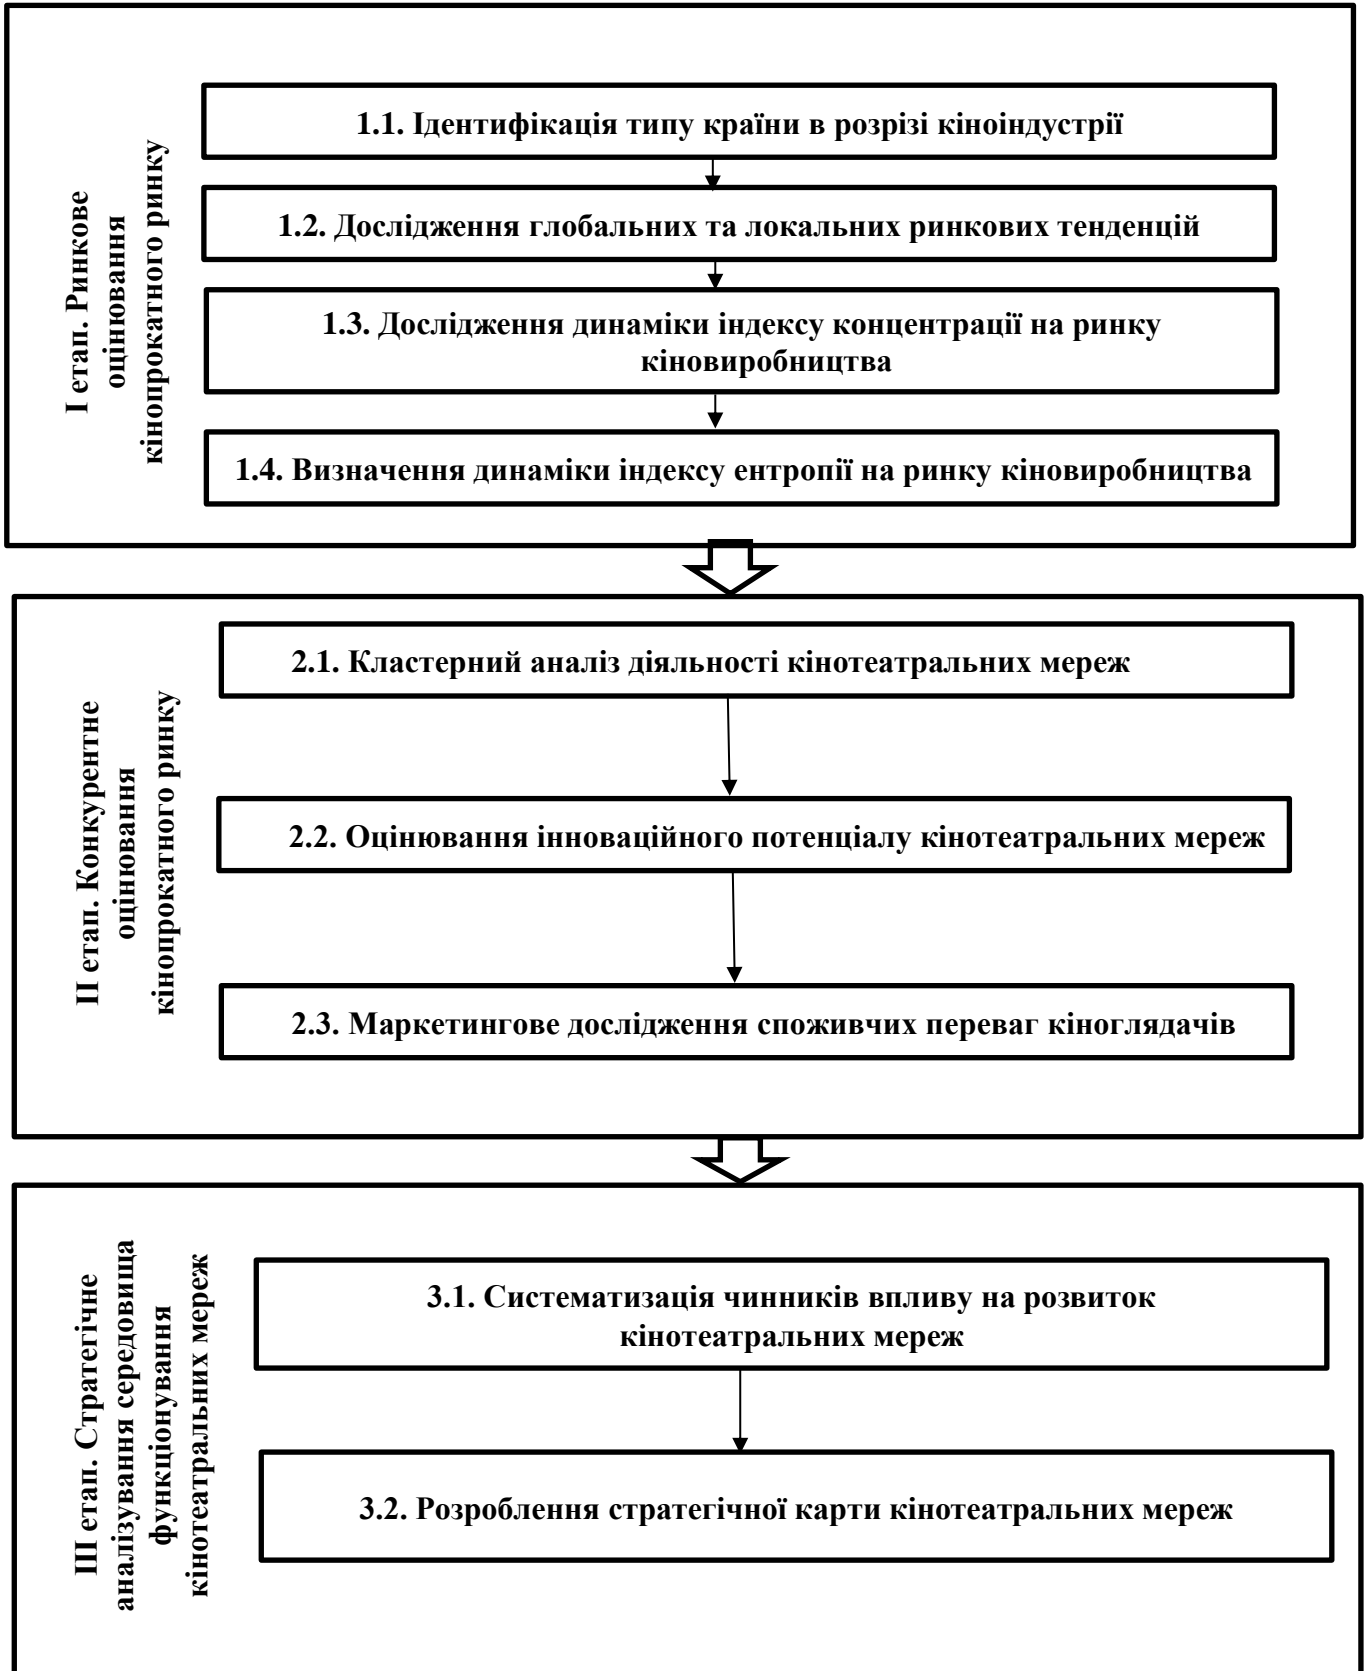 І етап. Ринкове
оцінювання
кінопрокатного ринку
1.1. Ідентифікація типу країни в розрізі кіноіндустрії
1.2. Дослідження глобальних та локальних ринкових тенденцій
1.3. Дослідження динаміки індексу концентрації на ринку
кіновиробництва
1.4. Визначення динаміки індексу ентропії на ринку кіновиробництва
ІІ етап. Конкурентне
оцінювання
кінопрокатного ринку
2.1. Кластерний аналіз діяльності кінотеатральних мереж
2.2. Оцінювання інноваційного потенціалу кінотеатральних мереж
2.3. Маркетингове дослідження споживчих переваг кіноглядачів
ІІІ етап. Стратегічне
аналізування середовища
функціонування
кінотеатральних мереж
3.1. Систематизація чинників впливу на розвиток
кінотеатральних мереж
3.2. Розроблення стратегічної карти кінотеатральних мереж